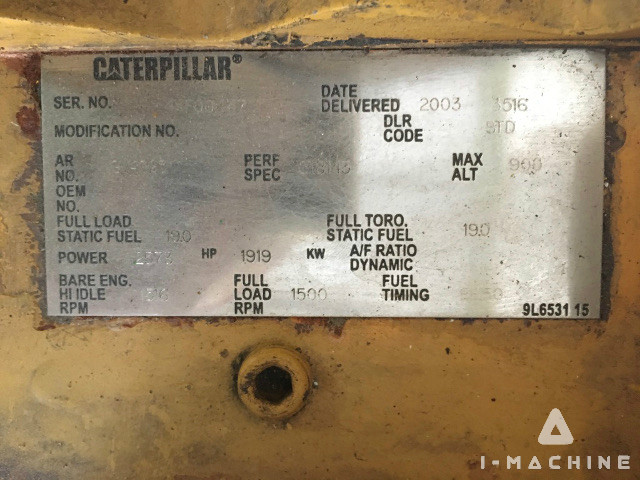 CATERPILLAR®
SER. NO. DATE DELIVERED 2003 3516
MODIFICATION NO. DLR CODE STD
AR NO. PERF SPEC MAX ALT 900
OEM NO.
FULL LOAD STATIC FUEL 19.0 FULL TORQ. STATIC FUEL 19.0
POWER HP 1919 KW A/F RATIO DYNAMIC
BARE ENG. HI IDLE RPM FULL LOAD RPM 1500 FUEL TIMING
9L6531 15
I-MACHINE